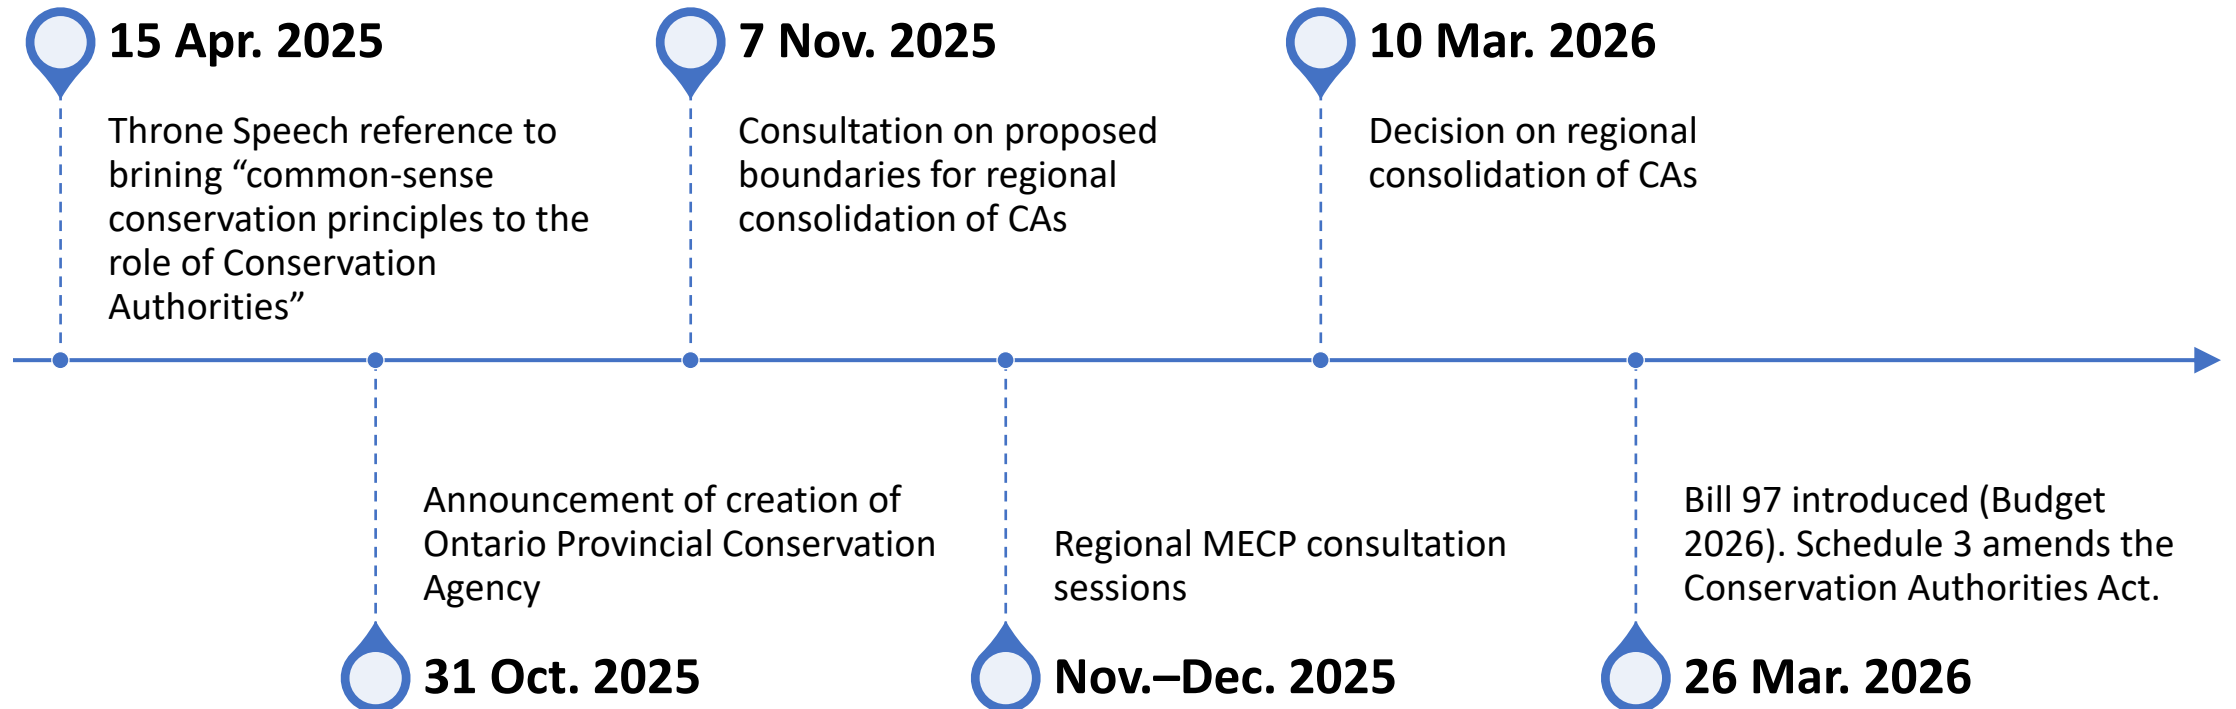 15 Apr. 2025
Throne Speech reference to
brining “common-sense
conservation principles to the
role of Conservation
Authorities”
31 Oct. 2025
Announcement of creation of
Ontario Provincial Conservation
Agency
7 Nov. 2025
Consultation on proposed
boundaries for regional
consolidation of CAs
Nov.–Dec. 2025
Regional MECP consultation
sessions
10 Mar. 2026
Decision on regional
consolidation of CAs
26 Mar. 2026
Bill 97 introduced (Budget
2026). Schedule 3 amends the
Conservation Authorities Act.